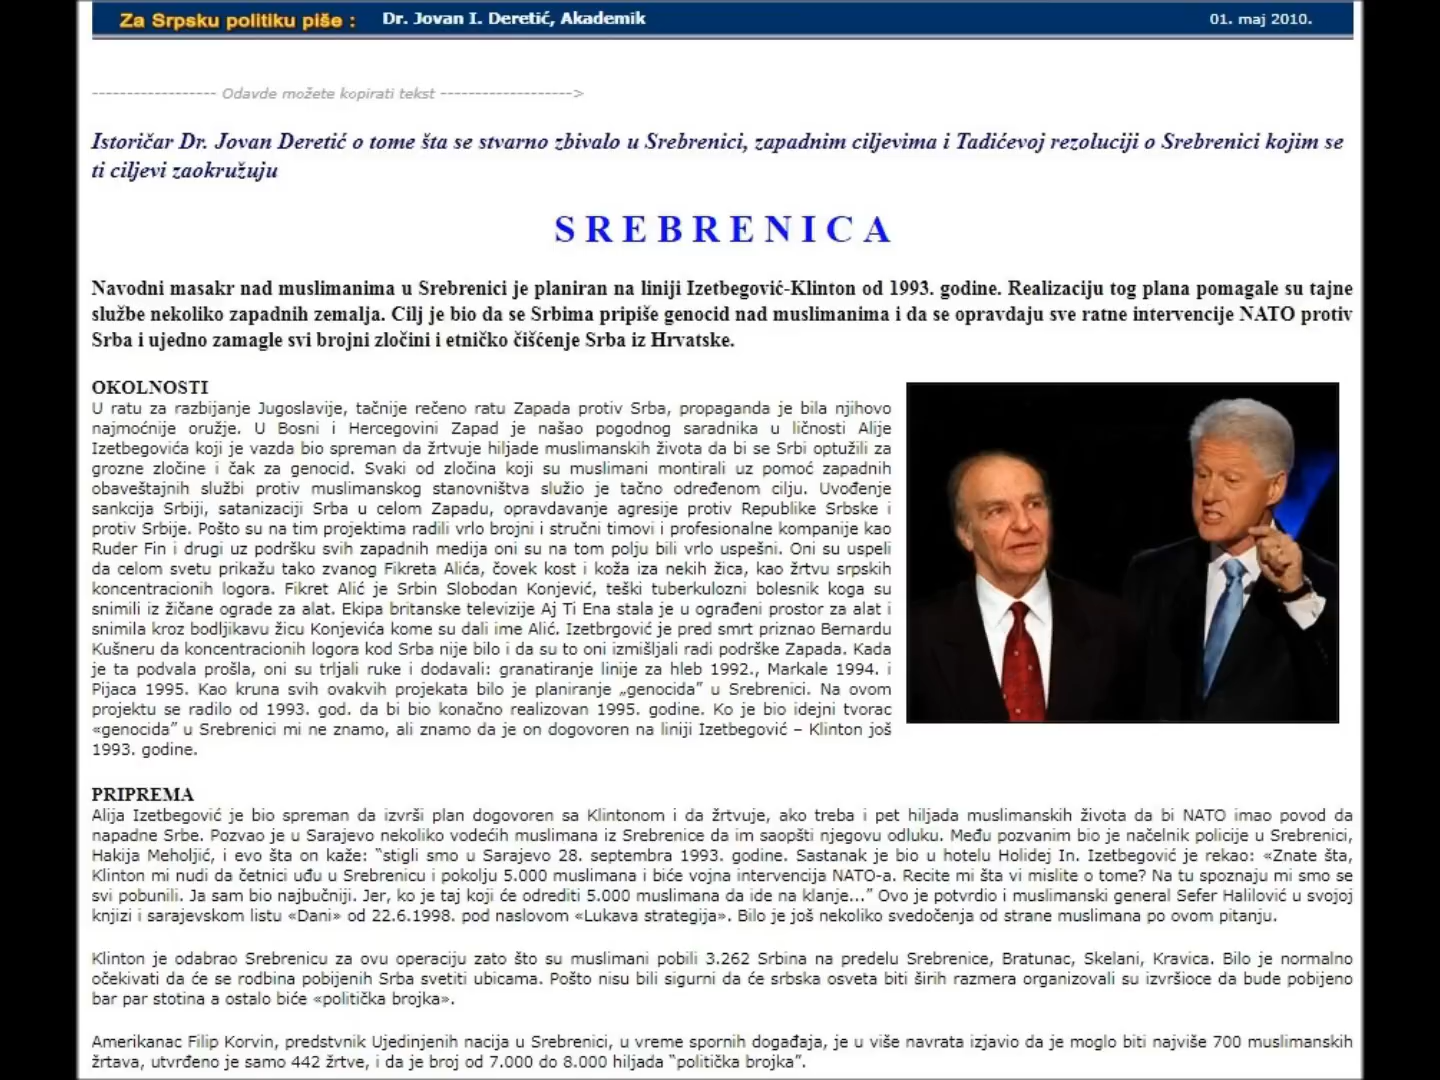 Za Srpsku politiku piše :
Dr. Jovan I. Deretić, Akademik
01. maj 2010.
------------------ Odavde možete kopirati tekst ------------------->
Istoričar Dr. Jovan Deretić o tome šta se stvarno zbivalo u Srebrenici, zapadnim ciljevima i Tadićevoj rezoluciji o Srebrenici kojim se
ti ciljevi zaokružuju
S R E B R E N I C A
Navodni masakr nad muslimanima u Srebrenici je planiran na liniji Izetbegović-Klinton od 1993. godine. Realizaciju tog plana pomagale su tajne
službe nekoliko zapadnih zemalja. Cilj je bio da se Srbima pripiše genocid nad muslimanima i da se opravdaju sve ratne intervencije NATO protiv
Srba i ujedno zamagle svi brojni zločini i etničko čišćenje Srba iz Hrvatske.
OKOLNOSTI
U ratu za razbijanje Jugoslavije, tačnije rečeno ratu Zapada protiv Srba, propaganda je bila njihovo
najmoćnije oružje. U Bosni i Hercegovini Zapad je našao pogodnog saradnika u ličnosti Alije
Izetbegovića koji je vazda bio spreman da žrtvuje hiljade muslimanskih života da bi se Srbi optužili za
grozne zločine i čak za genocid. Svaki od zločina koji su muslimani montirali uz pomoć zapadnih
obaveštajnih službi protiv muslimanskog stanovništva služio je tačno određenom cilju. Uvođenje
sankcija Srbiji, satanizaciji Srba u celom Zapadu, opravdavanje agresije protiv Republike Srbske i
protiv Srbije. Pošto su na tim projektima radili vrlo brojni i stručni timovi i profesionalne kompanije kao
Ruder Fin i drugi uz podršku svih zapadnih medija oni su na tom polju bili vrlo uspešni. Oni su uspeli
da celom svetu prikažu tako zvanog Fikreta Alića, čovek kost i koža iza nekih žica, kao žrtvu srpskih
koncentracionih logora. Fikret Alić je Srbin Slobodan Konjević, teški tuberkulozni bolesnik koga su
snimili iz žičane ograde za alat. Ekipa britanske televizije Aj Ti Ena stala je u ograđeni prostor za alat i
snimila kroz bodljikavu žicu Konjevića kome su dali ime Alić. Izetbrgović je pred smrt priznao Bernardu
Kušneru da koncentracionih logora kod Srba nije bilo i da su to oni izmišljali radi podrške Zapada. Kada
je ta podvala prošla, oni su trljali ruke i dodavali: granatiranje linije za hleb 1992., Markale 1994. i
Pijaca 1995. Kao kruna svih ovakvih projekata bilo je planiranje „genocida” u Srebrenici. Na ovom
projektu se radilo od 1993. god. da bi bio konačno realizovan 1995. godine. Ko je bio idejni tvorac
«genocida” u Srebrenici mi ne znamo, ali znamo da je on dogovoren na liniji Izetbegović – Klinton još
1993. godine.
PRIPREMA
Alija Izetbegović je bio spreman da izvrši plan dogovoren sa Klintonom i da žrtvuje, ako treba i pet hiljada muslimanskih života da bi NATO imao povod da
napadne Srbe. Pozvao je u Sarajevo nekoliko vodećih muslimana iz Srebrenice da im saopšti njegovu odluku. Među pozvanim bio je načelnik policije u Srebrenici,
Hakija Meholjić, i evo šta on kaže: “stigli smo u Sarajevo 28. septembra 1993. godine. Sastanak je bio u hotelu Holidej In. Izetbegović je rekao: «Znate šta,
Klinton mi nudi da četnici uđu u Srebrenicu i pokolju 5.000 muslimana i biće vojna intervencija NATO-a. Recite mi šta vi mislite o tome? Na tu spoznaju mi smo se
svi pobunili. Ja sam bio najbučniji. Jer, ko je taj koji će odrediti 5.000 muslimana da ide na klanje...” Ovo je potvrdio i muslimanski general Sefer Halilović u svojoj
knjizi i sarajevskom listu «Dani» od 22.6.1998. pod naslovom «Lukava strategija». Bilo je još nekoliko svedočenja od strane muslimana po ovom pitanju.
Klinton je odabrao Srebrenicu za ovu operaciju zato što su muslimani pobili 3.262 Srbina na predelu Srebrenice, Bratunac, Skelani, Kravica. Bilo je normalno
očekivati da će se rodbina pobijenih Srba svetiti ubicama. Pošto nisu bili sigurni da će srbska osveta biti širih razmera organizovali su izvršioce da bude pobijeno
bar par stotina a ostalo biće «politička brojka».
Amerikanac Filip Korvin, predstvnik Ujedinjenih nacija u Srebrenici, u vreme spornih događaja, je u više navrata izjavio da je moglo biti najviše 700 muslimanskih
žrtava, utvrđeno je samo 442 žrtve, i da je broj od 7.000 do 8.000 hiljada “politička brojka”.